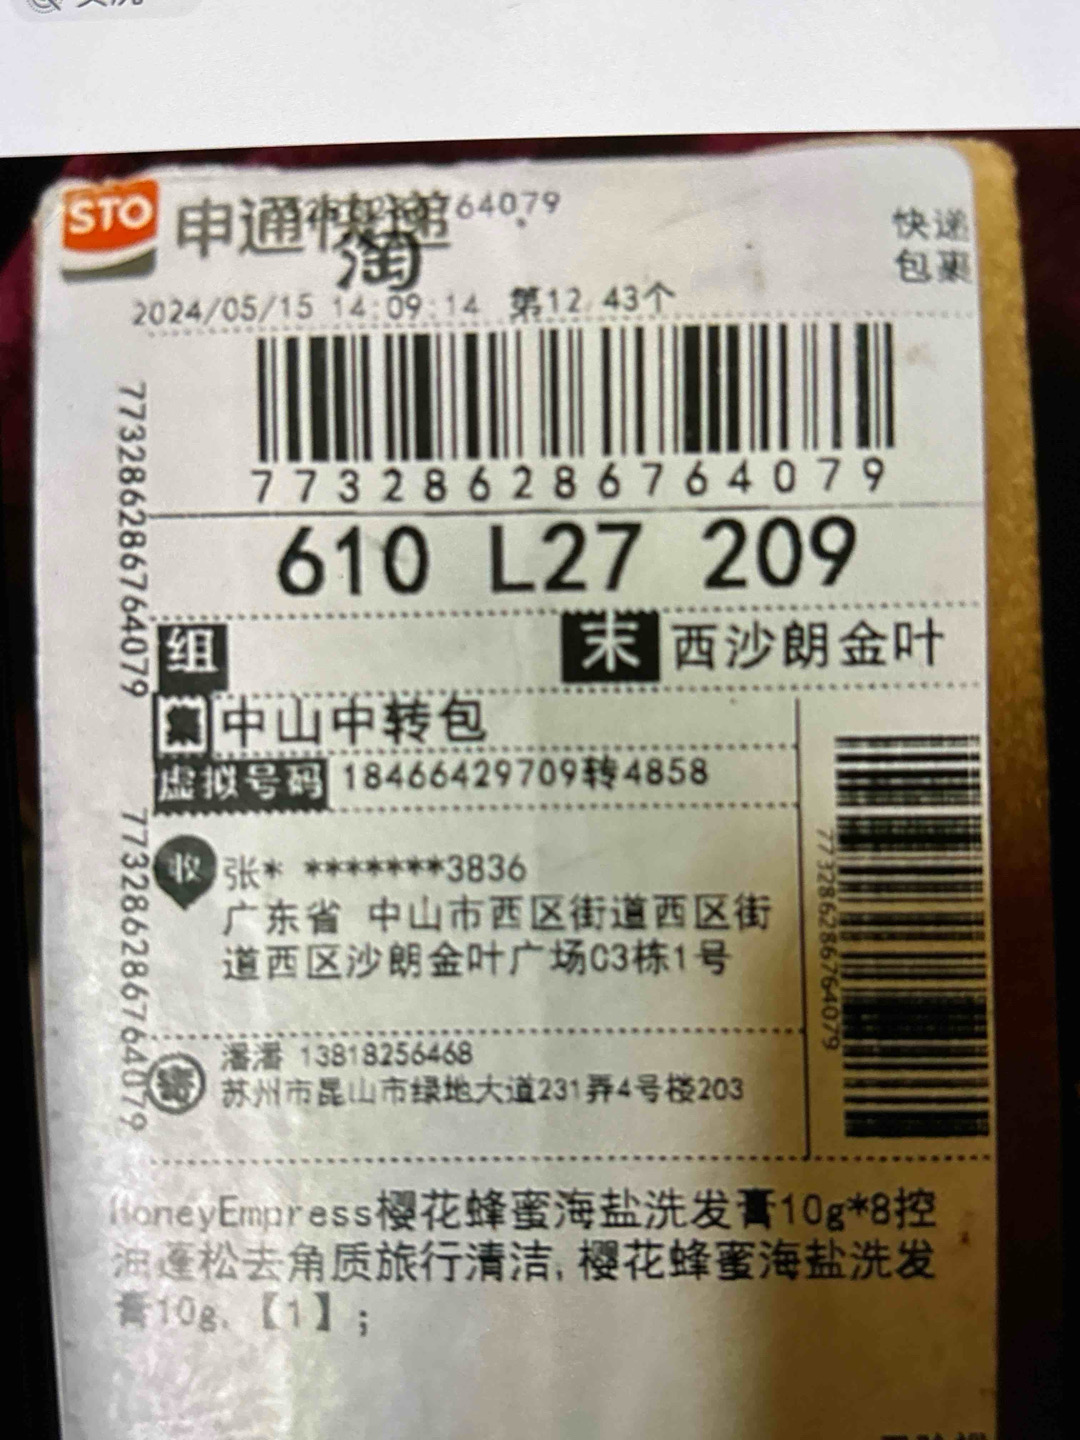 STO
申通快递
64079
淘
快递
包裹
2024/05/15 14:09:14 第12 43个
773286286764079
773286286764079
610 L27 209
组
末 西沙朗金叶
集 中山中转包
虚拟号码 18466429709转4858
收
张* *******3836
广东省 中山市西区街道西区街
道西区沙朗金叶广场C3栋1号
773286286764079
773286286764079
潘潘 13818256468
苏州市昆山市绿地大道231弄4号楼203
HoneyEmpress樱花蜂蜜海盐洗发膏10g*8控
油蓬松去角质旅行清洁,樱花蜂蜜海盐洗发
膏10g,【1】;